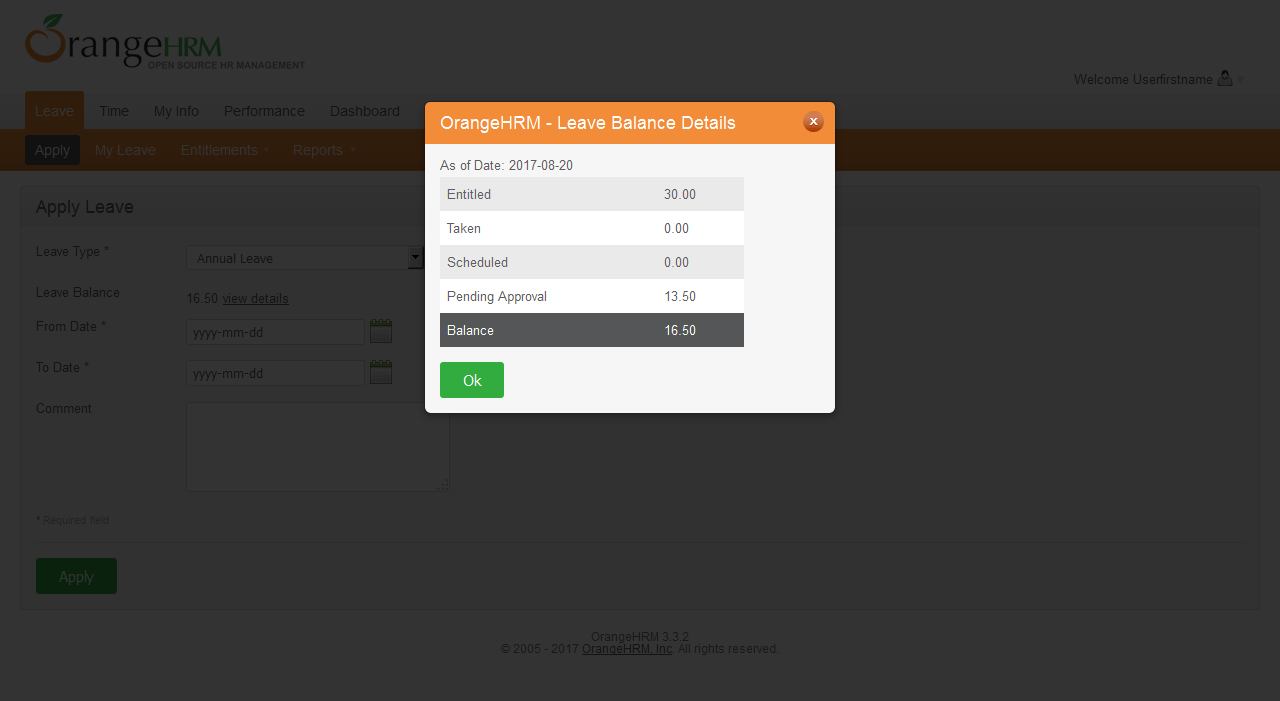 OrangeHRM
OPEN SOURCE HR MANAGEMENT
Welcome Userfirstname
Leave Time My Info Performance Dashboard
Apply My Leave Entitlements Reports
OrangeHRM - Leave Balance Details
x
As of Date: 2017-08-20
Entitled 30.00
Taken 0.00
Scheduled 0.00
Pending Approval 13.50
Balance 16.50
Ok
Apply Leave
Leave Type * Annual Leave
Leave Balance 16.50 view details
From Date * yyyy-mm-dd
To Date * yyyy-mm-dd
Comment
* Required field
Apply
OrangeHRM 3.3.2
© 2005 - 2017 OrangeHRM, Inc. All rights reserved.